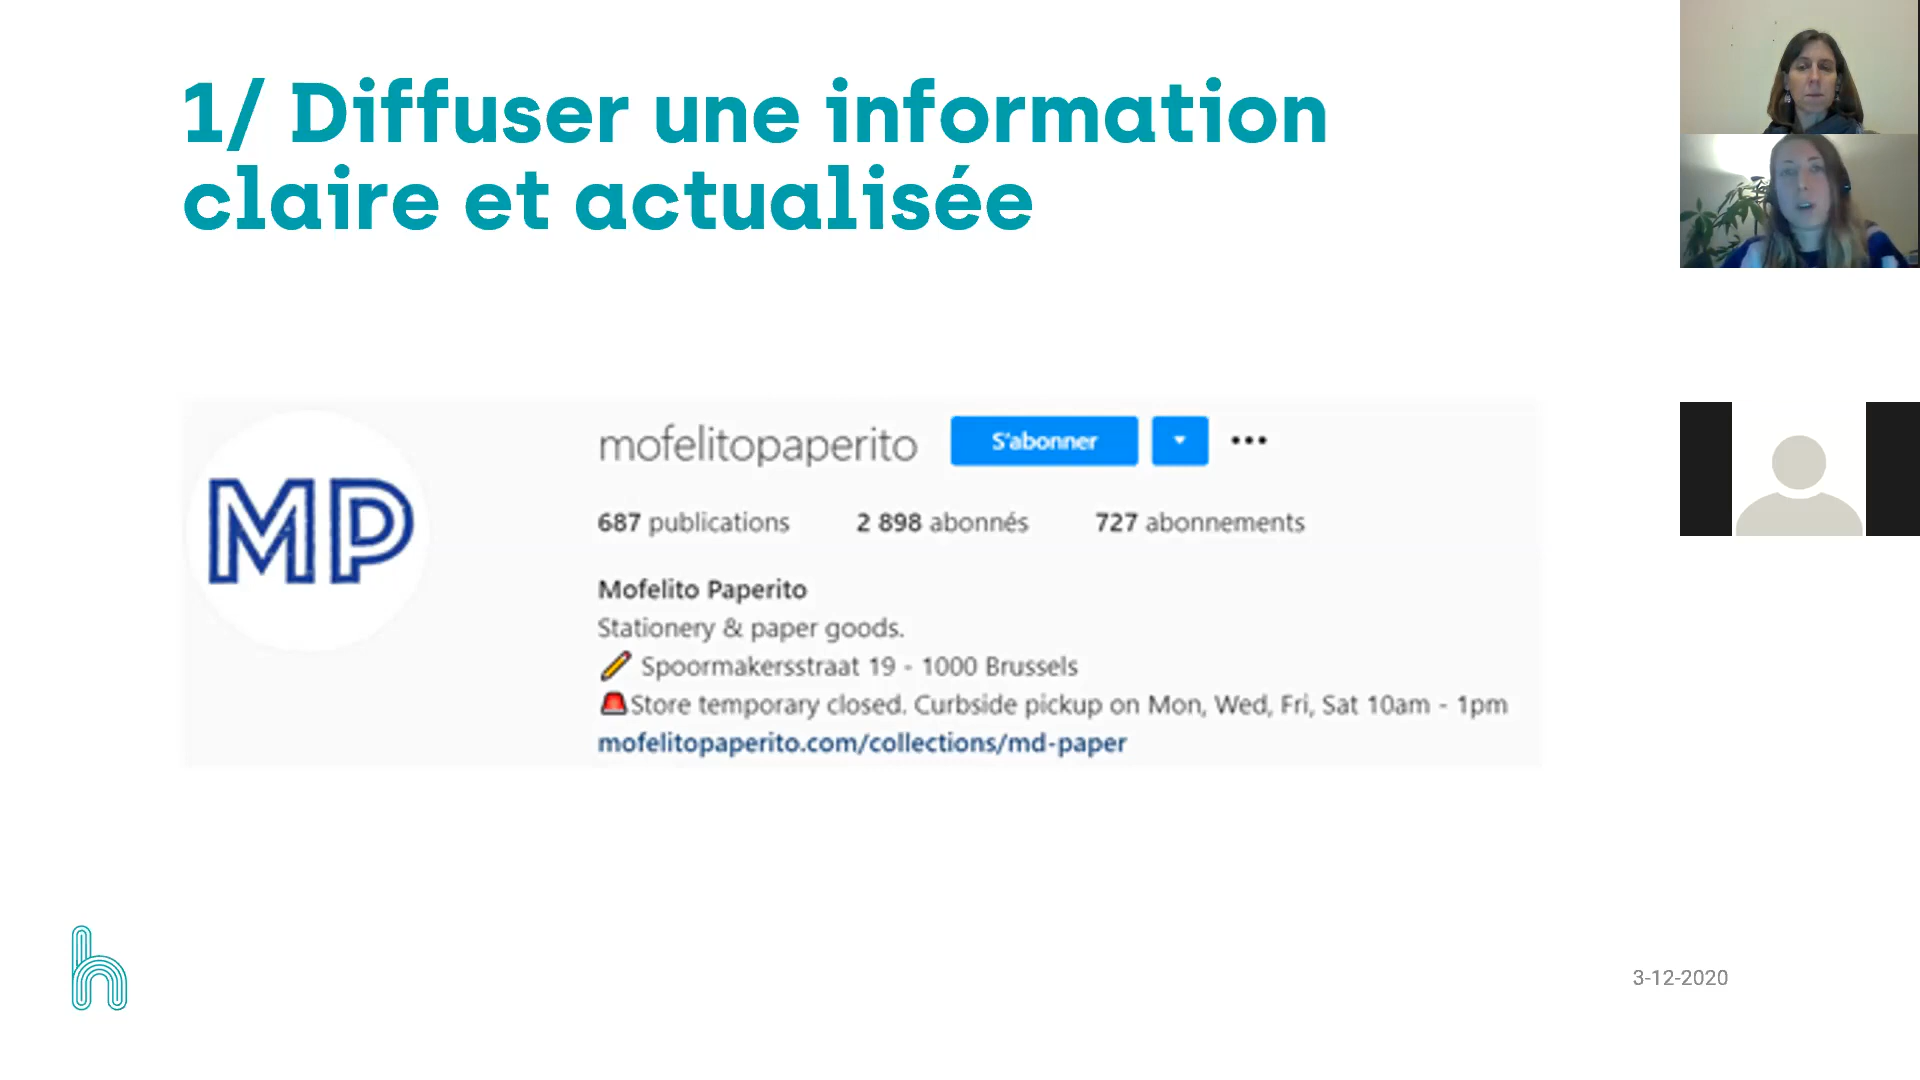 1/ Diffuser une information
claire et actualisée
MP
mofelitopaperito S'abonner
687 publications 2 898 abonnés 727 abonnements
Mofelito Paperito
Stationery & paper goods.
Spoormakersstraat 19 - 1000 Brussels
Store temporary closed. Curbside pickup on Mon, Wed, Fri, Sat 10am - 1pm
mofelitopaperito.com/collections/md-paper
h
3-12-2020